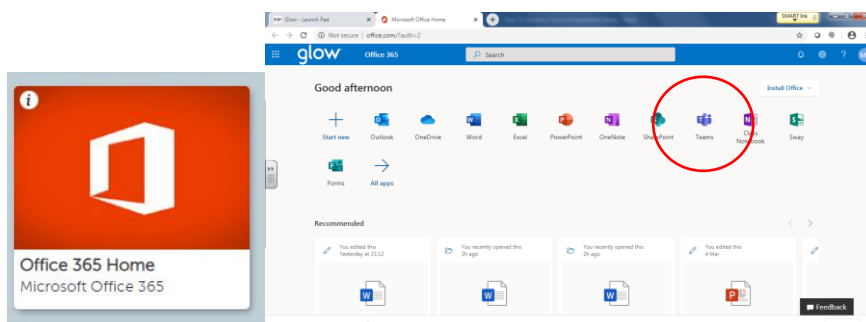 Office 365 Home
Microsoft Office 365
Glow - Launch Pad
Microsoft Office Home
SMART Ink
Not secure | office.com/?auth=2
glow
Office 365
Search
Good afternoon
Install Office
Start new
Outlook
OneDrive
Word
Excel
PowerPoint
OneNote
SharePoint
Teams
Class Notebook
Sway
Forms
All apps
Recommended
You edited this
Yesterday at 21:12
You recently opened this
2h ago
You recently opened this
2h ago
You edited this
4 Mar
Feedback